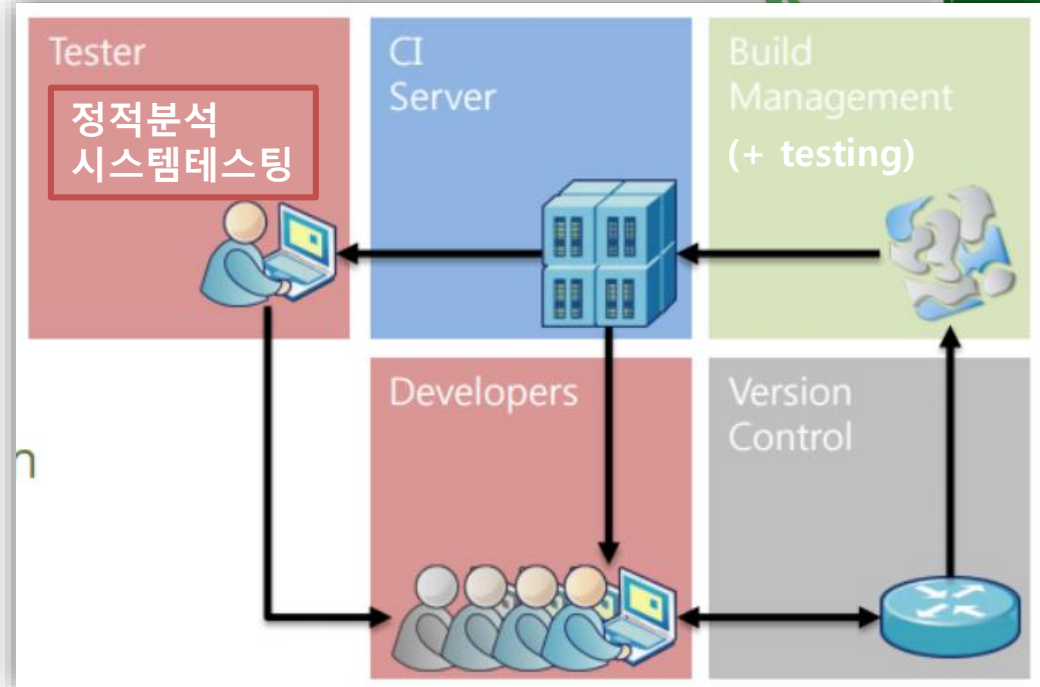 Tester
정적분석
시스템테스팅
CI
Server
Build
Management
(+ testing)
Developers
Version
Control
n